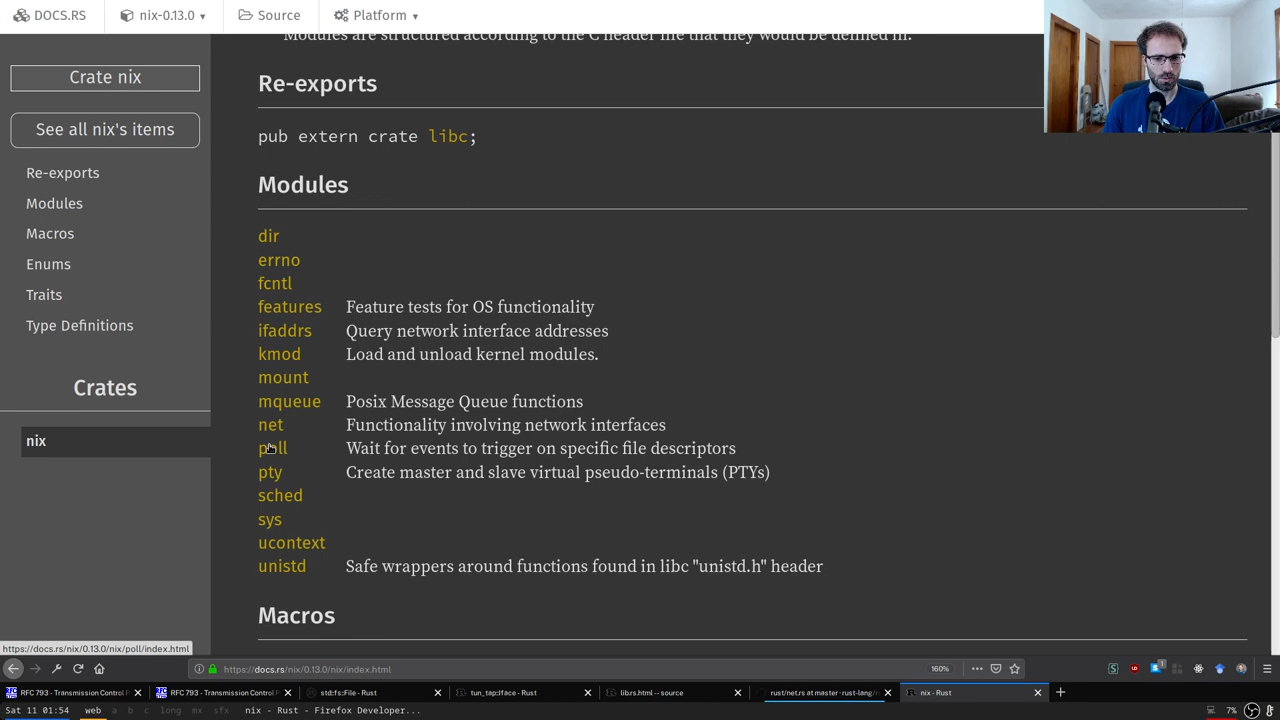 DOCS.RS
nix-0.13.0
Source
Platform
Modules are structured according to the C header file that they would be defined in.
Crate nix
See all nix's items
Re-exports
Modules
Macros
Enums
Traits
Type Definitions
Crates
nix
Re-exports
pub extern crate libc;
Modules
dir
errno
fcntl
features Feature tests for OS functionality
ifaddrs Query network interface addresses
kmod Load and unload kernel modules.
mount
mqueue Posix Message Queue functions
net Functionality involving network interfaces
poll Wait for events to trigger on specific file descriptors
pty Create master and slave virtual pseudo-terminals (PTYs)
sched
sys
ucontext
unistd Safe wrappers around functions found in libc "unistd.h" header
Macros
https://docs.rs/nix/0.13.0/nix/poll/index.html
https://docs.rs/nix/0.13.0/nix/index.html
160%
RFC 793 - Transmission Control P
RFC 793 - Transmission Control P
std::fs::File - Rust
tun_tap::Iface - Rust
lib.rs.html -- source
rust/net.rs at master · rust-lang/r
nix - Rust
Sat 11 01:54 web a b c long mx sfx nix - Rust - Firefox Developer...
7%